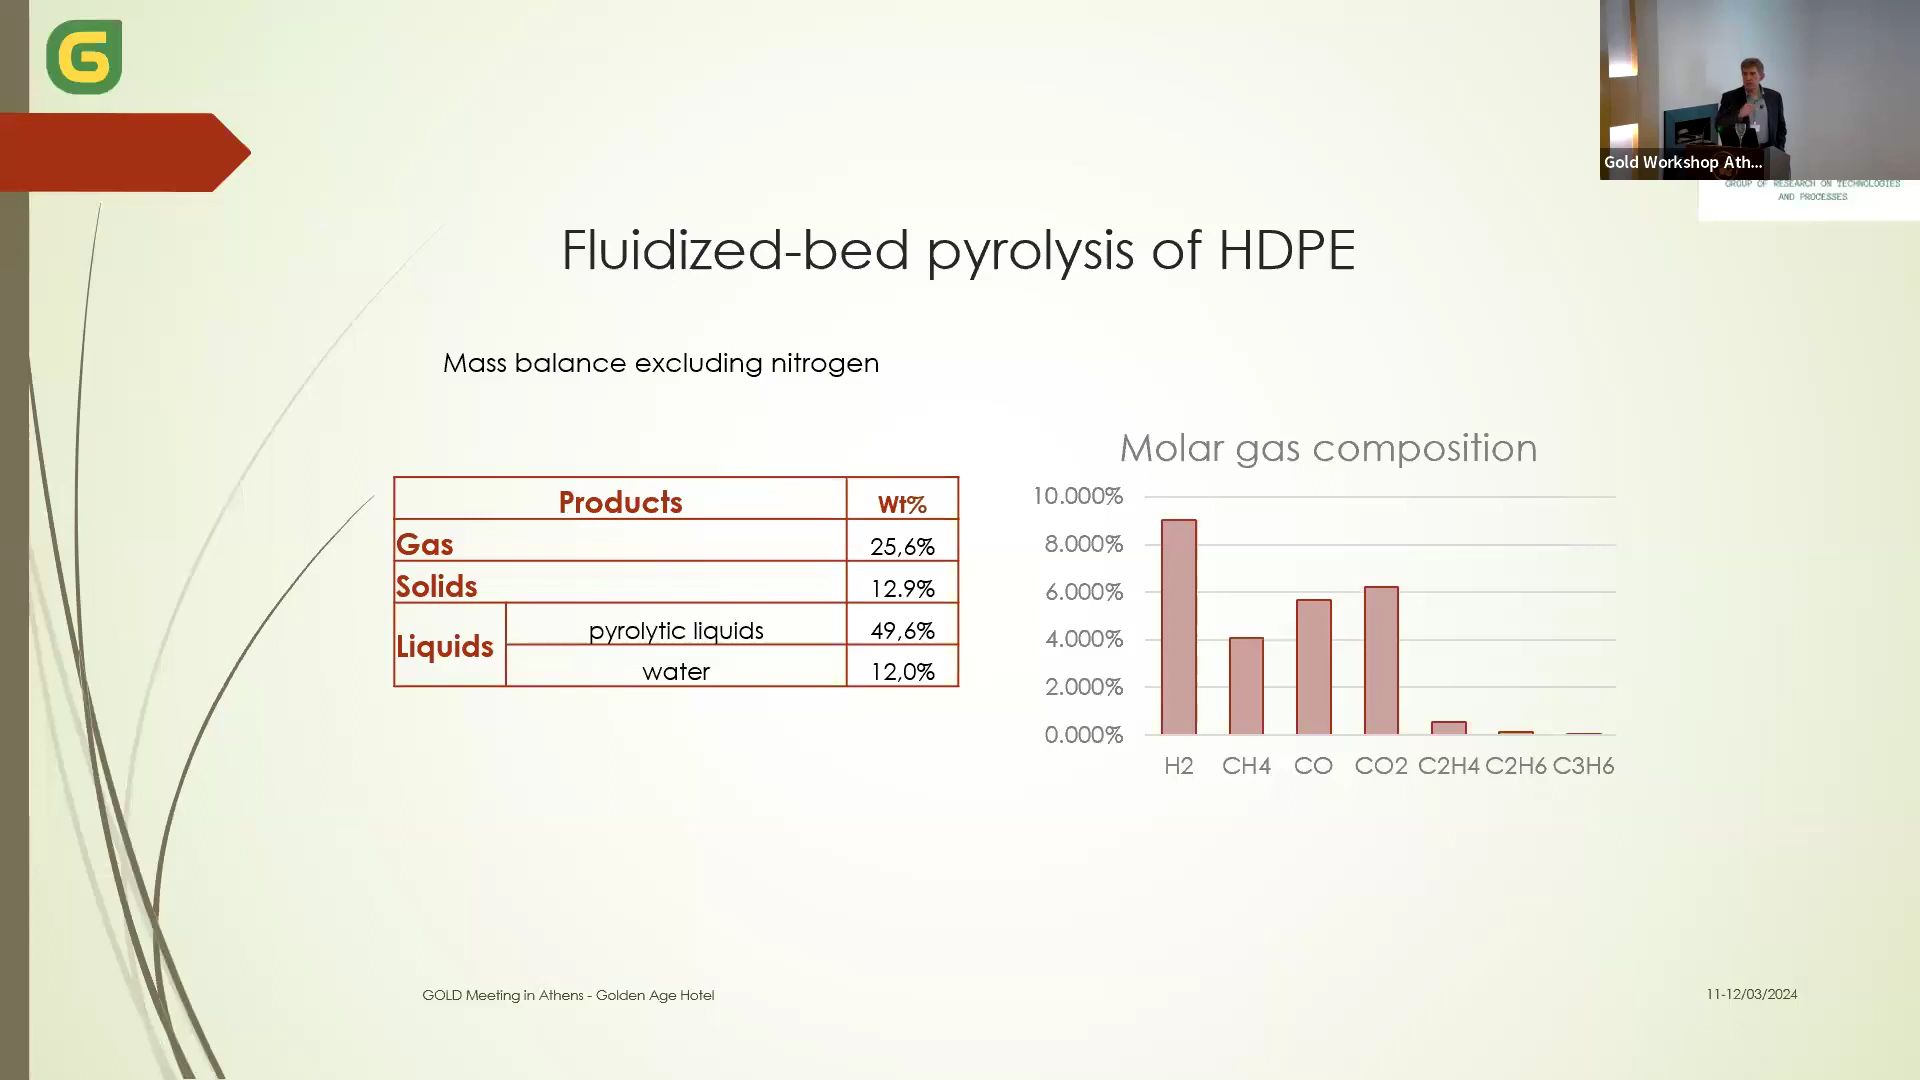 G
Gold Workshop Ath...
GROUP OF RESEARCH ON TECHNOLOGIES
AND PROCESSES
Fluidized-bed pyrolysis of HDPE
Mass balance excluding nitrogen
Products Wt%
Gas 25,6%
Solids 12.9%
Liquids pyrolytic liquids 49,6%
water 12,0%
Molar gas composition
10.000%
8.000%
6.000%
4.000%
2.000%
0.000%
H2 CH4 CO CO2 C2H4 C2H6 C3H6
GOLD Meeting in Athens - Golden Age Hotel
11-12/03/2024